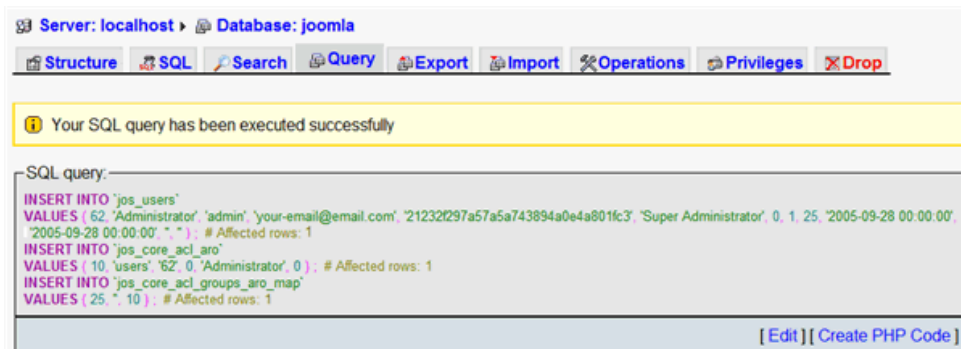 Server: localhost ▸ Database: joomla
Structure SQL Search Query Export Import Operations Privileges Drop
Your SQL query has been executed successfully
SQL query:
INSERT INTO `jos_users`
VALUES ( 62, 'Administrator', 'admin', 'your-email@email.com', '21232f297a57a5a743894a0e4a801fc3', 'Super Administrator', 0, 1, 25, '2005-09-28 00:00:00',
'2005-09-28 00:00:00', '', '' ) ; # Affected rows: 1
INSERT INTO `jos_core_acl_aro`
VALUES ( 10, 'users', '62', 0, 'Administrator', 0 ) ; # Affected rows: 1
INSERT INTO `jos_core_acl_groups_aro_map`
VALUES ( 25, '', 10 ) ; # Affected rows: 1
[ Edit ] [ Create PHP Code ]